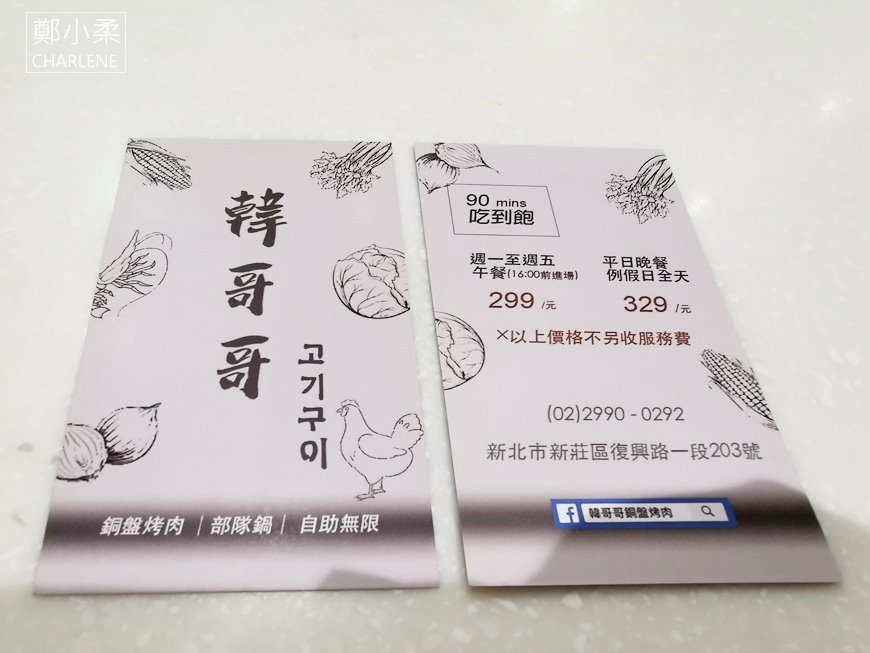 鄭小柔
CHARLENE
韓哥哥
고기구이
銅盤烤肉 | 部隊鍋 | 自助無限
90 mins
吃到飽
週一至週五
午餐(16:00前進場)
299 /元
平日晚餐
例假日全天
329 /元
×以上價格不另收服務費
(02)2990 - 0292
新北市新莊區復興路一段203號
f 韓哥哥銅盤烤肉